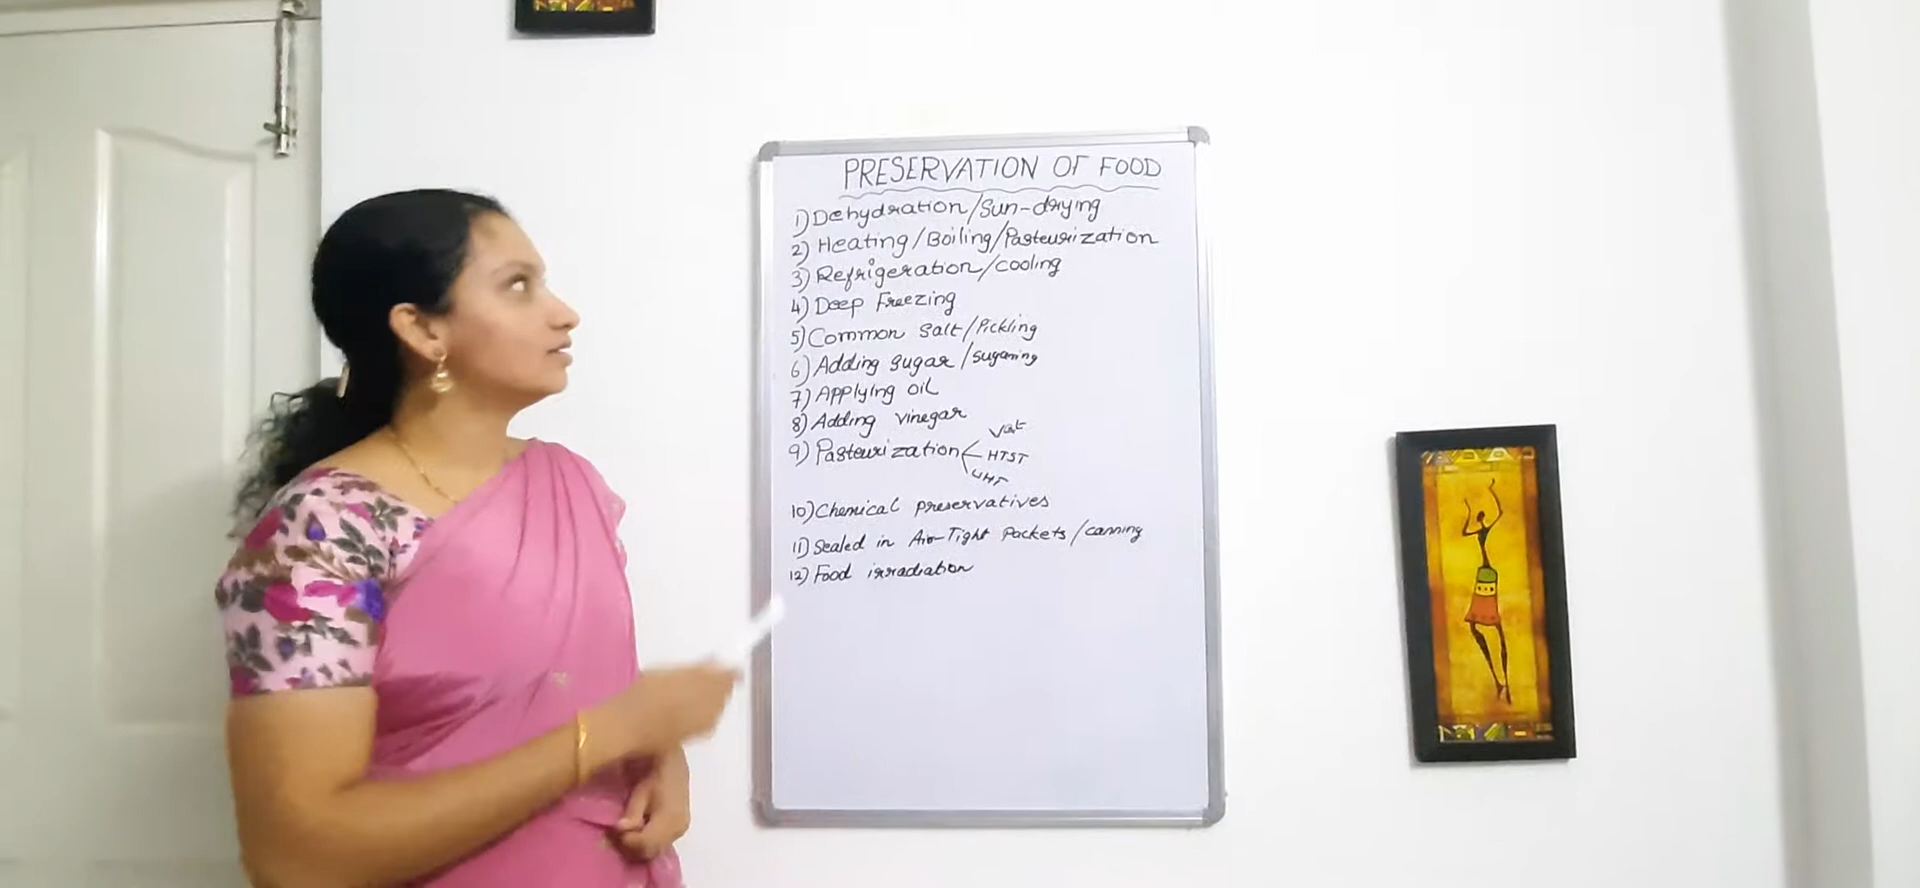 PRESERVATION OF FOOD
1) Dehydration/Sun-drying
2) Heating/Boiling/Pasteurization
3) Refrigeration/cooling
4) Deep Freezing
5) Common Salt/Pickling
6) Adding sugar/sugaring
7) Applying oil
8) Adding vinegar
9) Pasteurization
Vat
HTST
UHT
10) Chemical preservatives
11) Sealed in Air-Tight Packets/canning
12) Food irradiation